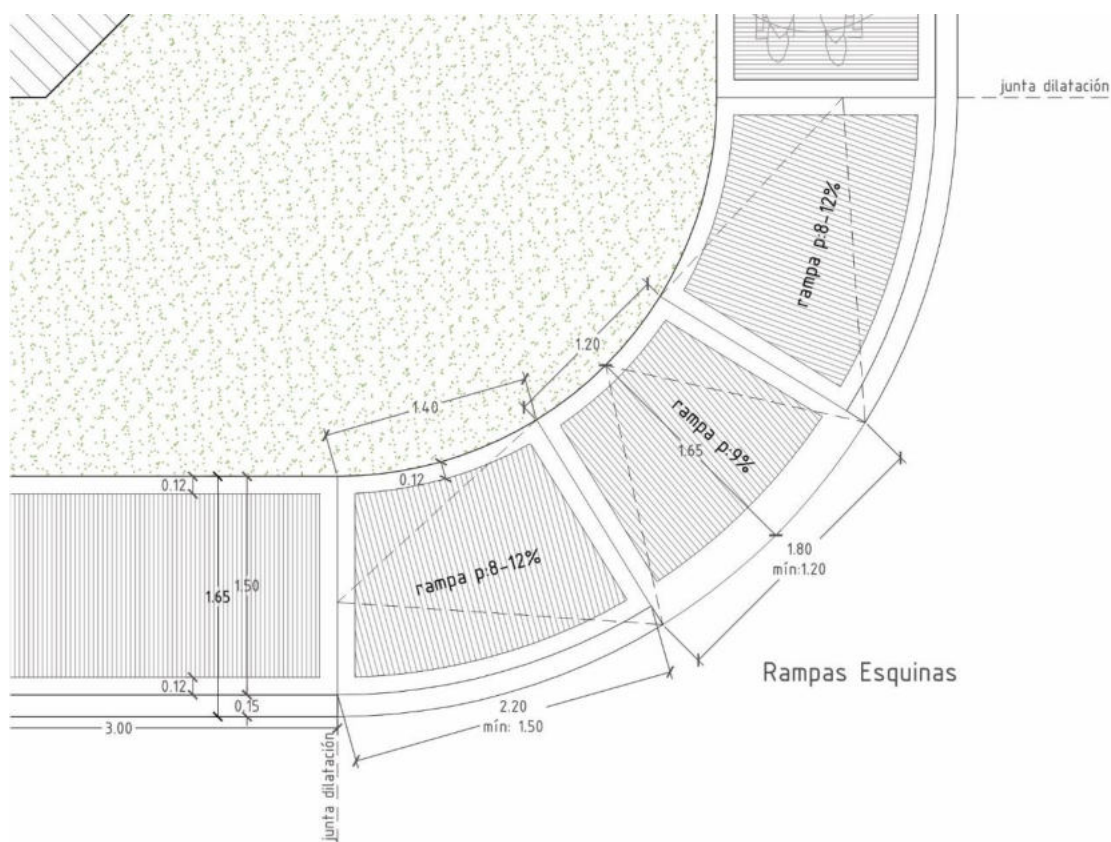 junta dilatación
rampa p:8-12%
1.20
1.40
rampa p:9%
1.65
0.12
0.12
rampa p:8-12%
1.65
1.50
1.80
mín:1.20
Rampas Esquinas
0.12
0.15
2.20
mín: 1.50
3.00
junta dilatación